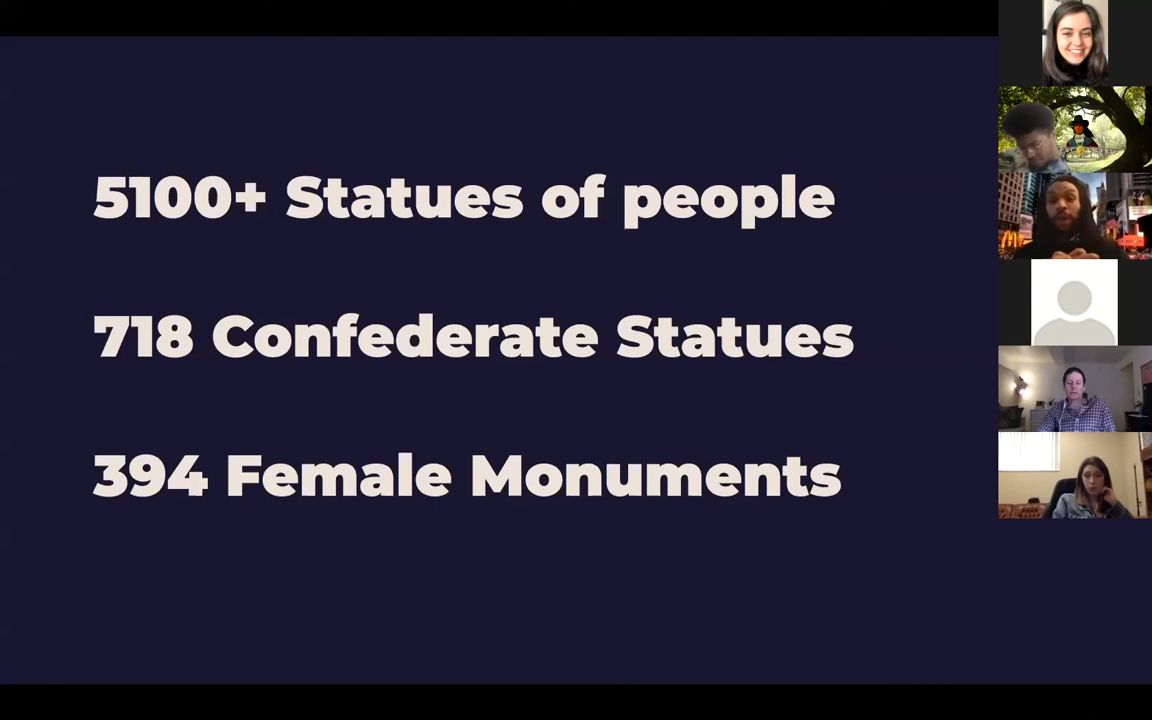 5100+ Statues of people
718 Confederate Statues
394 Female Monuments